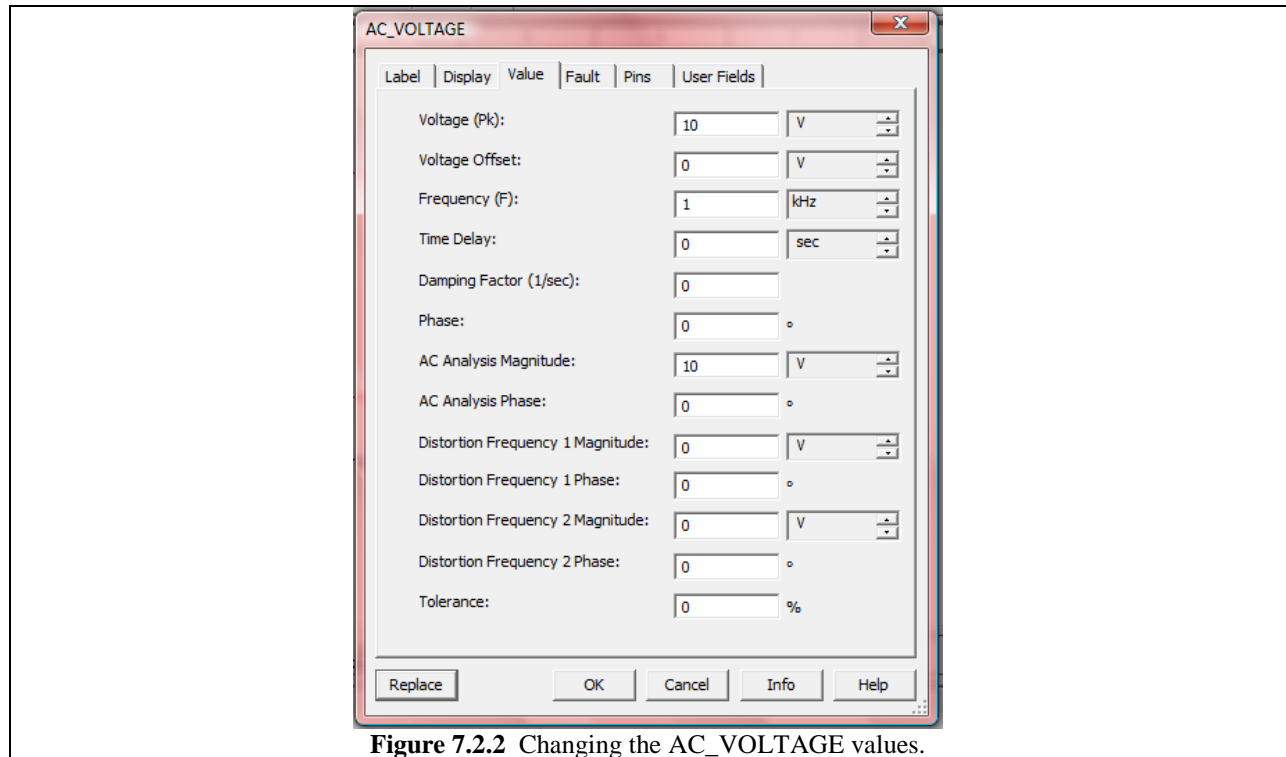 AC_VOLTAGE
Label Display Value Fault Pins User Fields
Voltage (Pk): 10 V
Voltage Offset: 0 V
Frequency (F): 1 kHz
Time Delay: 0 sec
Damping Factor (1/sec): 0
Phase: 0 °
AC Analysis Magnitude: 10 V
AC Analysis Phase: 0 °
Distortion Frequency 1 Magnitude: 0 V
Distortion Frequency 1 Phase: 0 °
Distortion Frequency 2 Magnitude: 0 V
Distortion Frequency 2 Phase: 0 °
Tolerance: 0 %
Replace OK Cancel Info Help
Figure 7.2.2 Changing the AC_VOLTAGE values.